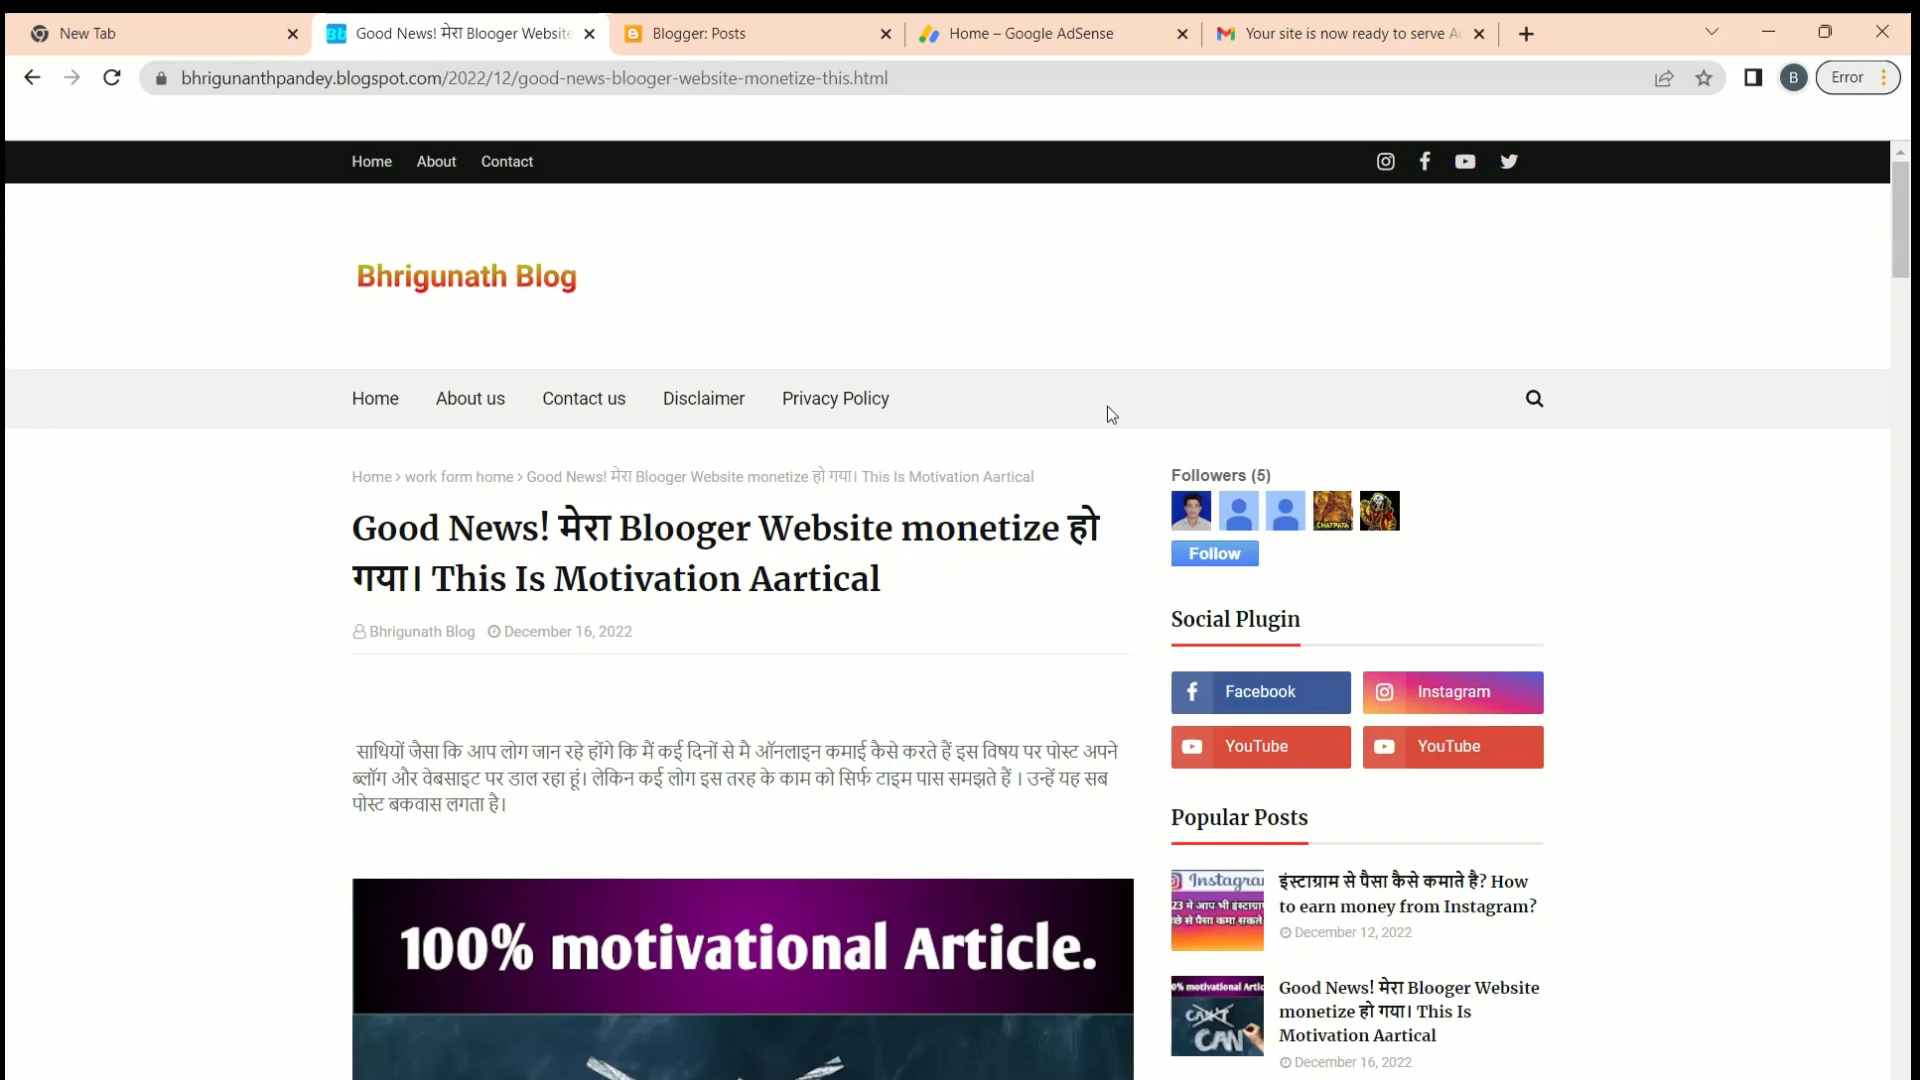 New Tab
Good News! मेरा Blooger Website
Blogger: Posts
Home – Google AdSense
Your site is now ready to serve A
bhrigunanthpandey.blogspot.com/2022/12/good-news-blooger-website-monetize-this.html
B
Error
Home About Contact
Bhrigunath Blog
Home About us Contact us Disclaimer Privacy Policy
Home > work form home > Good News! मेरा Blooger Website monetize हो गया। This Is Motivation Aartical
Good News! मेरा Blooger Website monetize हो
गया। This Is Motivation Aartical
Bhrigunath Blog December 16, 2022
साथियों जैसा कि आप लोग जान रहे होंगे कि मैं कई दिनों से मै ऑनलाइन कमाई कैसे करते हैं इस विषय पर पोस्ट अपने
ब्लॉग और वेबसाइट पर डाल रहा हूं। लेकिन कई लोग इस तरह के काम को सिर्फ टाइम पास समझते हैं । उन्हें यह सब
पोस्ट बकवास लगता है।
100% motivational Article.
Followers (5)
CHATPATA
Follow
Social Plugin
Facebook Instagram
YouTube YouTube
Popular Posts
Instagra
23 मे आप भी इंस्टाग्रा
से पैसा कमा सकते
इंस्टाग्राम से पैसा कैसे कमाते है? How
to earn money from Instagram?
December 12, 2022
% motivational Artic
CAN'T
CAN
Good News! मेरा Blooger Website
monetize हो गया। This Is
Motivation Aartical
December 16, 2022